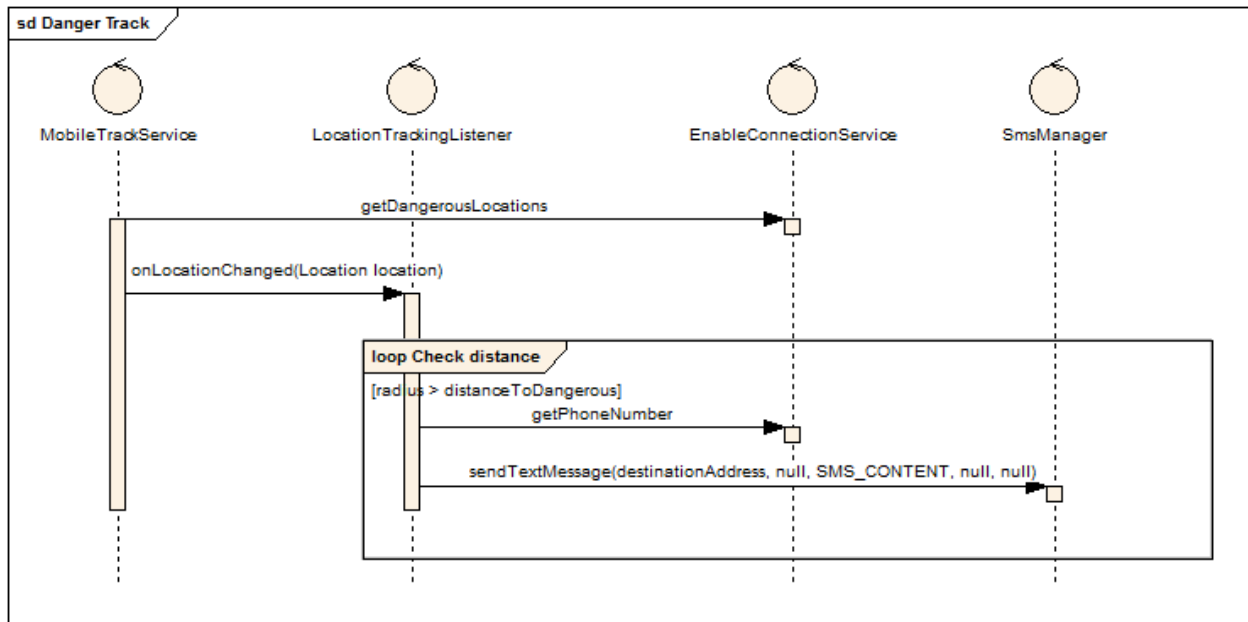 sd Danger Track
MobileTrackService
LocationTrackingListener
EnableConnectionService
SmsManager
getDangerousLocations
onLocationChanged(Location location)
loop Check distance
[radius > distanceToDangerous]
getPhoneNumber
sendTextMessage(destinationAddress, null, SMS_CONTENT, null, null)